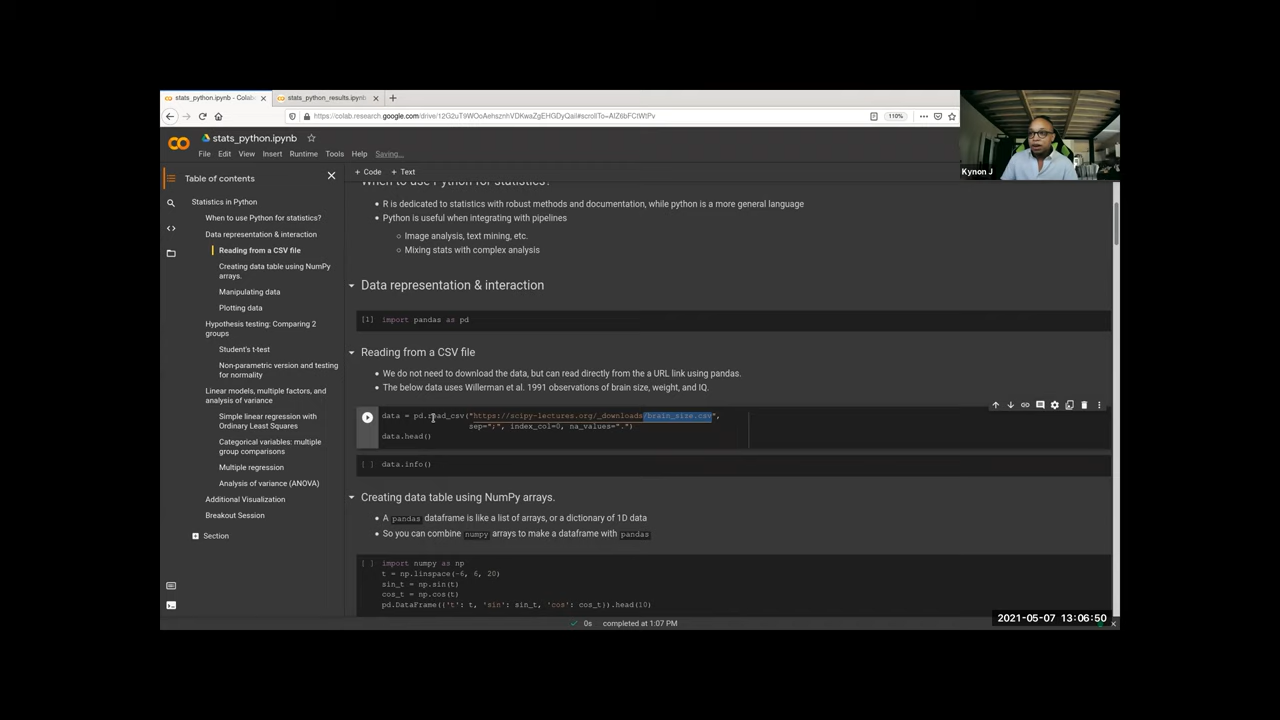 stats_python.ipynb - Colab
stats_python_results.ipynb
https://colab.research.google.com/drive/12G2uT9WOoAehsznhVDKwaZgEHGDyQaiI#scrollTo=AIZ6bFCIWtPv
110%
Kynon J
stats_python.ipynb
File Edit View Insert Runtime Tools Help Saving...
Table of contents
+ Code + Text
Statistics in Python
When to use Python for statistics?
Data representation & interaction
Reading from a CSV file
Creating data table using NumPy
arrays.
Manipulating data
Plotting data
Hypothesis testing: Comparing 2
groups
Student's t-test
Non-parametric version and testing
for normality
Linear models, multiple factors, and
analysis of variance
Simple linear regression with
Ordinary Least Squares
Categorical variables: multiple
group comparisons
Multiple regression
Analysis of variance (ANOVA)
Additional Visualization
Breakout Session
Section
When to use Python for statistics?
R is dedicated to statistics with robust methods and documentation, while python is a more general language
Python is useful when integrating with pipelines
Image analysis, text mining, etc.
Mixing stats with complex analysis
Data representation & interaction
[1] import pandas as pd
Reading from a CSV file
We do not need to download the data, but can read directly from the a URL link using pandas.
The below data uses Willerman et al. 1991 observations of brain size, weight, and IQ.
data = pd.read_csv("https://scipy-lectures.org/_downloads/brain_size.csv",
sep=";", index_col=0, na_values=".")
data.head()
[ ] data.info()
Creating data table using NumPy arrays.
A pandas dataframe is like a list of arrays, or a dictionary of 1D data
So you can combine numpy arrays to make a dataframe with pandas
[ ] import numpy as np
t = np.linspace(-6, 6, 20)
sin_t = np.sin(t)
cos_t = np.cos(t)
pd.DataFrame({'t': t, 'sin': sin_t, 'cos': cos_t}).head(10)
0s completed at 1:07 PM
2021-05-07 13:06:50